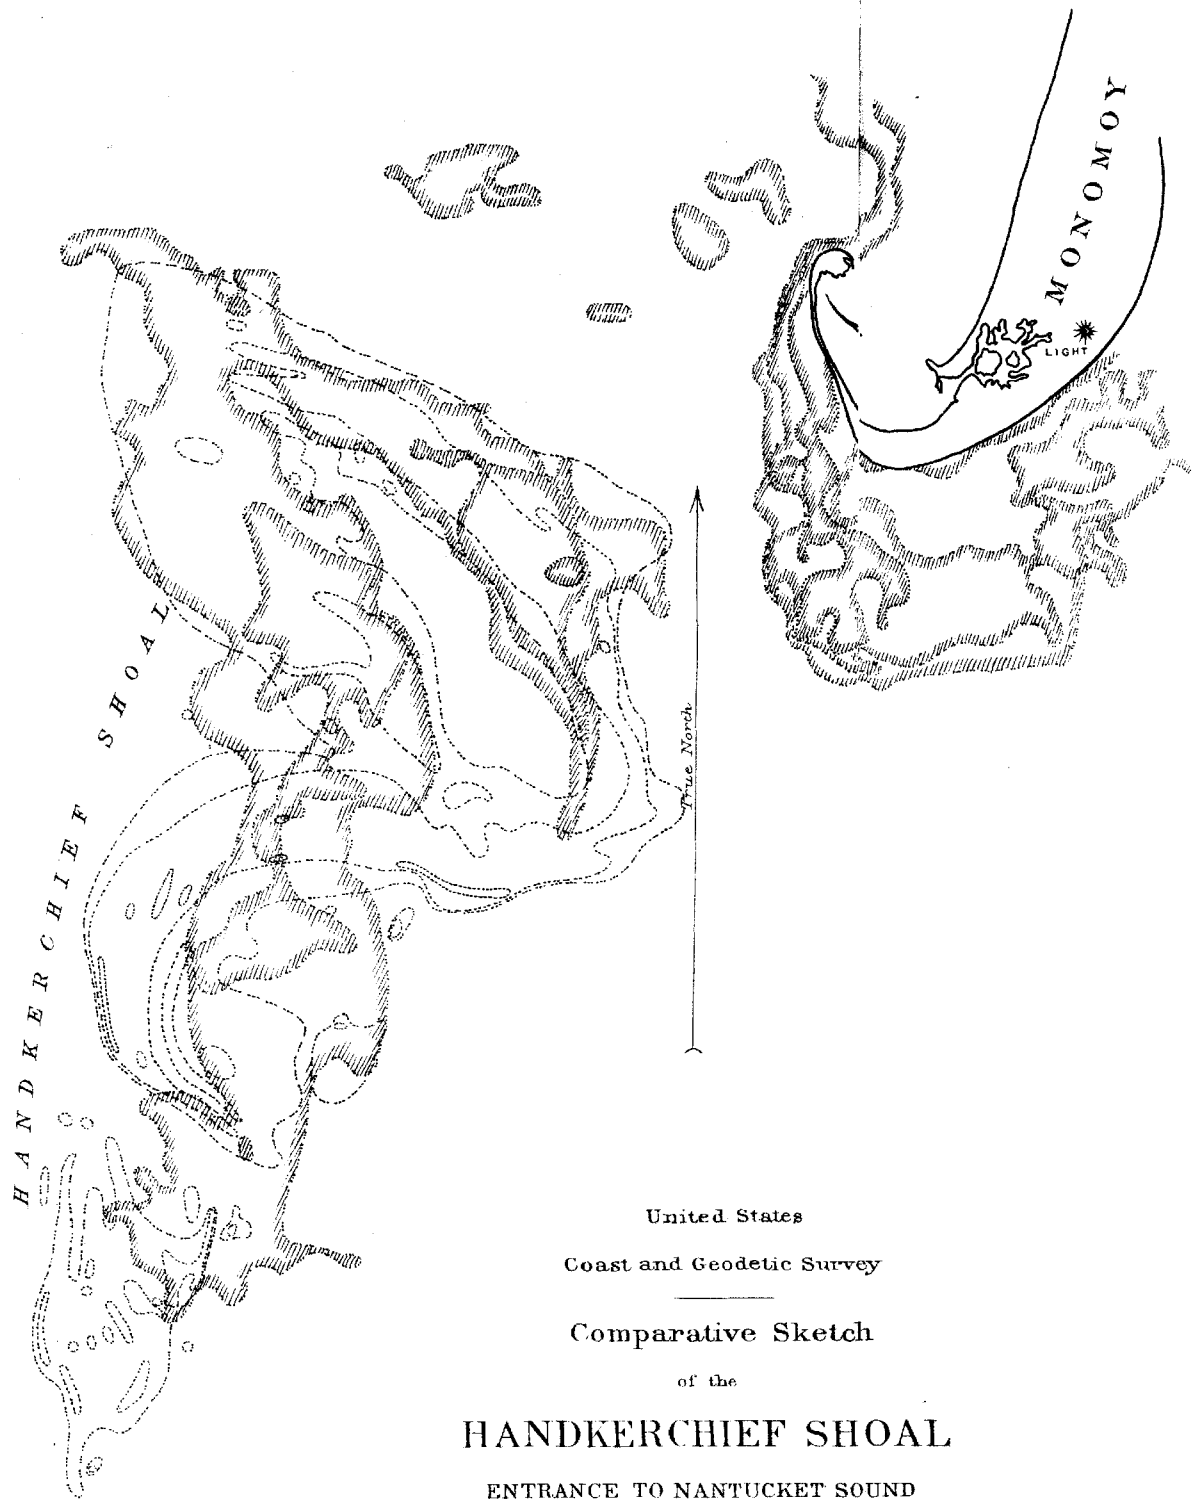 MONOMOY
LIGHT
HANDKERCHIEF SHOAL
True North
United States
Coast and Geodetic Survey
Comparative Sketch
of the
HANDKERCHIEF SHOAL
ENTRANCE TO NANTUCKET SOUND